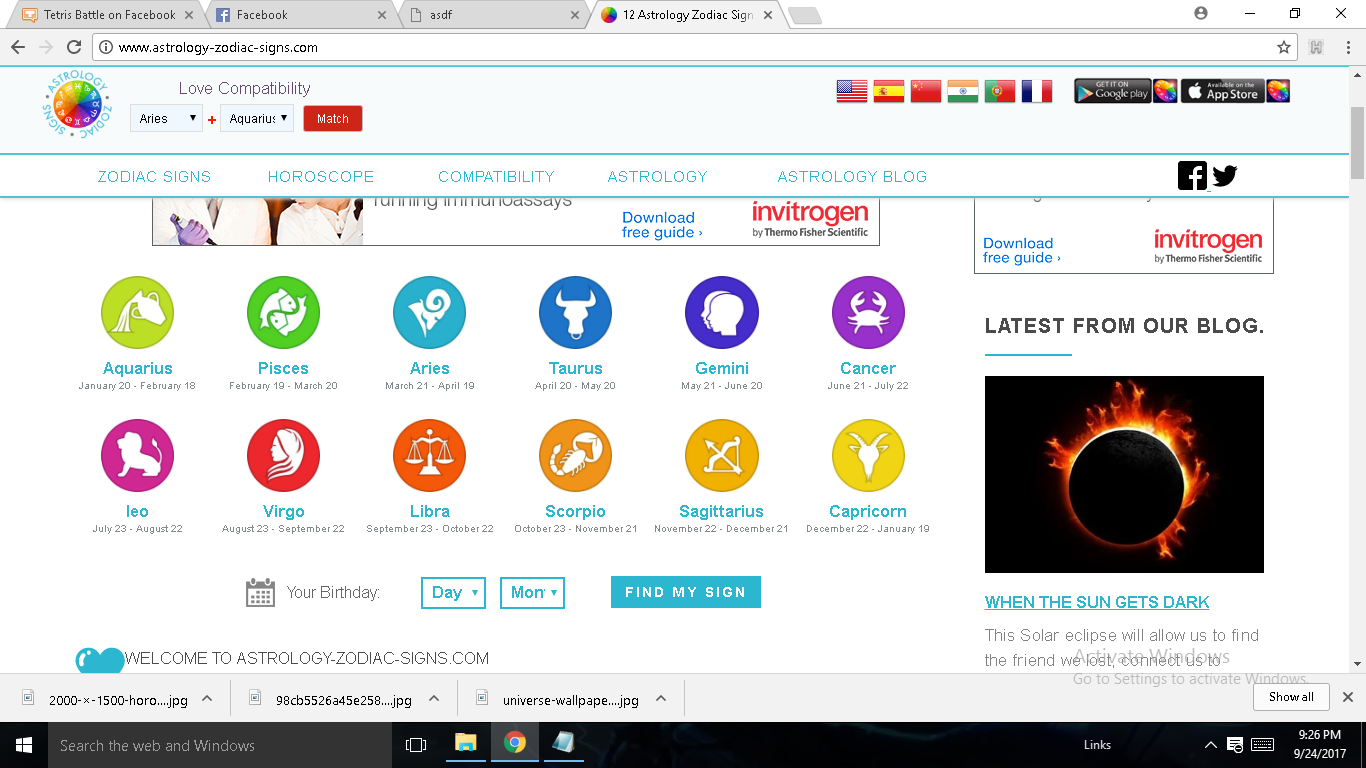 Tetris Battle on Facebook
Facebook
asdf
12 Astrology Zodiac Sign
www.astrology-zodiac-signs.com
ASTROLOGY ZODIAC SIGNS
Love Compatibility
Aries + Aquarius Match
GET IT ON
Google play
Available on the
App Store
ZODIAC SIGNS HOROSCOPE COMPATIBILITY ASTROLOGY ASTROLOGY BLOG
running immunoassays
Download
free guide ›
invitrogen
by Thermo Fisher Scientific
Download
free guide ›
invitrogen
by Thermo Fisher Scientific
Aquarius Pisces Aries Taurus Gemini Cancer
January 20 - February 18 February 19 - March 20 March 21 - April 19 April 20 - May 20 May 21 - June 20 June 21 - July 22
leo Virgo Libra Scorpio Sagittarius Capricorn
July 23 - August 22 August 23 - September 22 September 23 - October 22 October 23 - November 21 November 22 - December 21 December 22 - January 19
Your Birthday: Day Mon FIND MY SIGN
WELCOME TO ASTROLOGY-ZODIAC-SIGNS.COM
LATEST FROM OUR BLOG.
WHEN THE SUN GETS DARK
This Solar eclipse will allow us to find
the friend we lost, connect us to
Activate Windows
Go to Settings to activate Windows.
2000-×-1500-horo....jpg
98cb5526a45e258....jpg
universe-wallpape....jpg
Show all
Search the web and Windows
Links
9:26 PM
9/24/2017